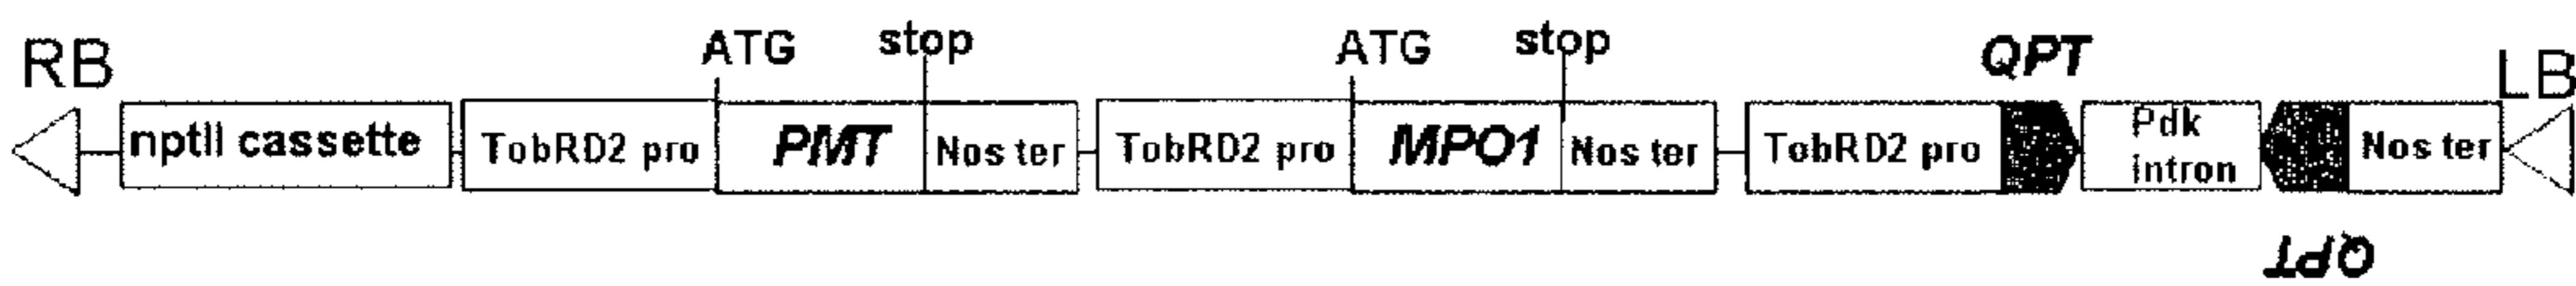 RB
ATG
stop
ATG
stop
QPT
LB
nptII cassette
TobRD2 pro
PMT
Nos ter
TobRD2 pro
MPO1
Nos ter
TobRD2 pro
Pdk
intron
Nos ter
QPT